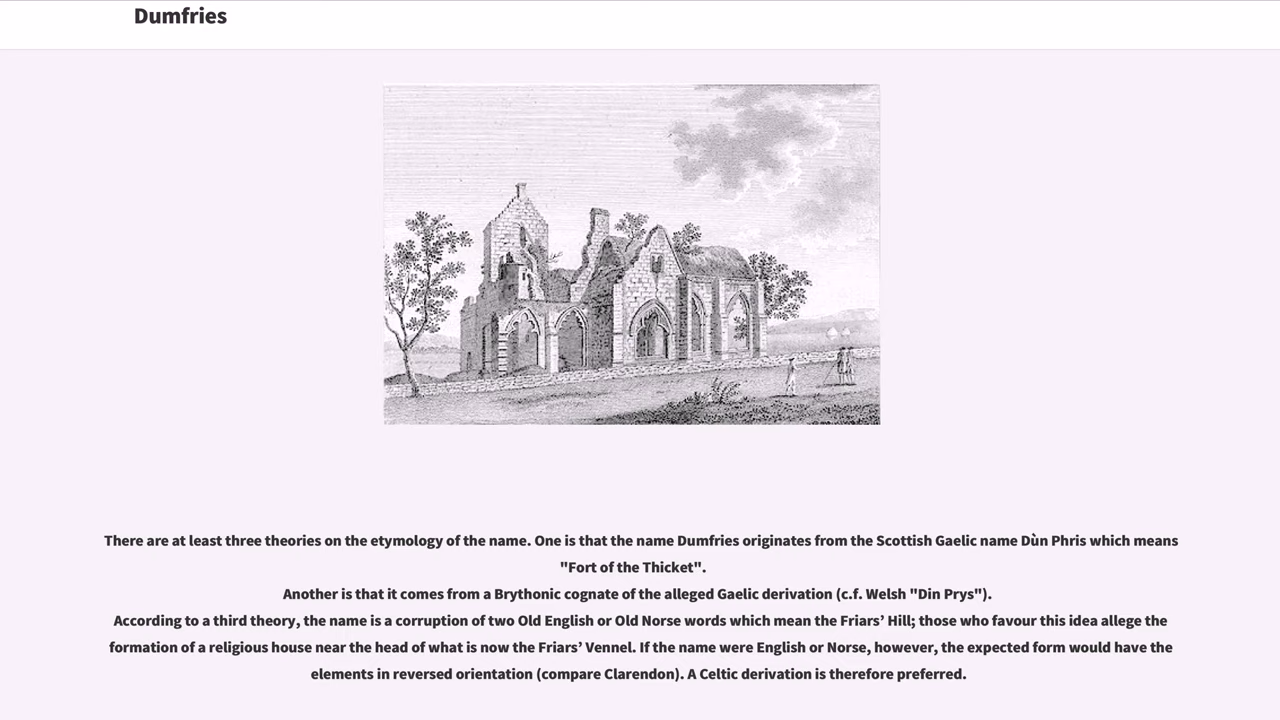 Dumfries
There are at least three theories on the etymology of the name. One is that the name Dumfries originates from the Scottish Gaelic name Dùn Phris which means
"Fort of the Thicket".
Another is that it comes from a Brythonic cognate of the alleged Gaelic derivation (c.f. Welsh "Din Prys").
According to a third theory, the name is a corruption of two Old English or Old Norse words which mean the Friars’ Hill; those who favour this idea allege the
formation of a religious house near the head of what is now the Friars’ Vennel. If the name were English or Norse, however, the expected form would have the
elements in reversed orientation (compare Clarendon). A Celtic derivation is therefore preferred.